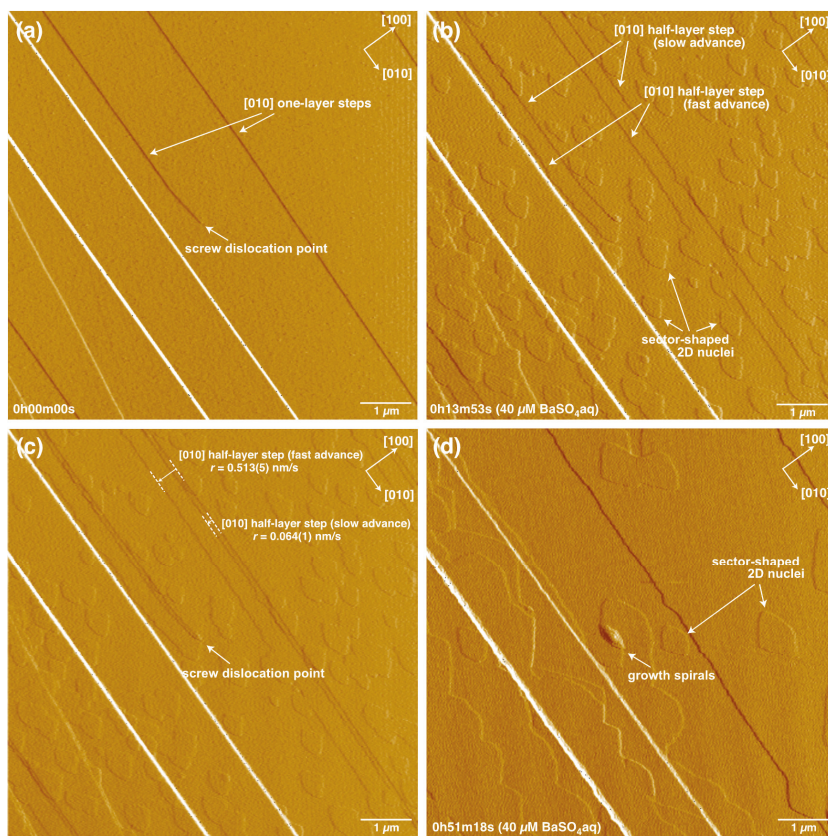 (a)
[100]
[010]
[010] one-layer steps
screw dislocation point
0h00m00s
1 µm
(b)
[100]
[010]
[010] half-layer step
(slow advance)
[010] half-layer step
(fast advance)
sector-shaped
2D nuclei
0h13m53s (40 µM BaSO₄aq)
1 µm
(c)
[100]
[010]
[010] half-layer step (fast advance)
r = 0.513(5) nm/s
[010] half-layer step (slow advance)
r = 0.064(1) nm/s
screw dislocation point
1 µm
(d)
[100]
[010]
sector-shaped
2D nuclei
growth spirals
0h51m18s (40 µM BaSO₄aq)
1 µm